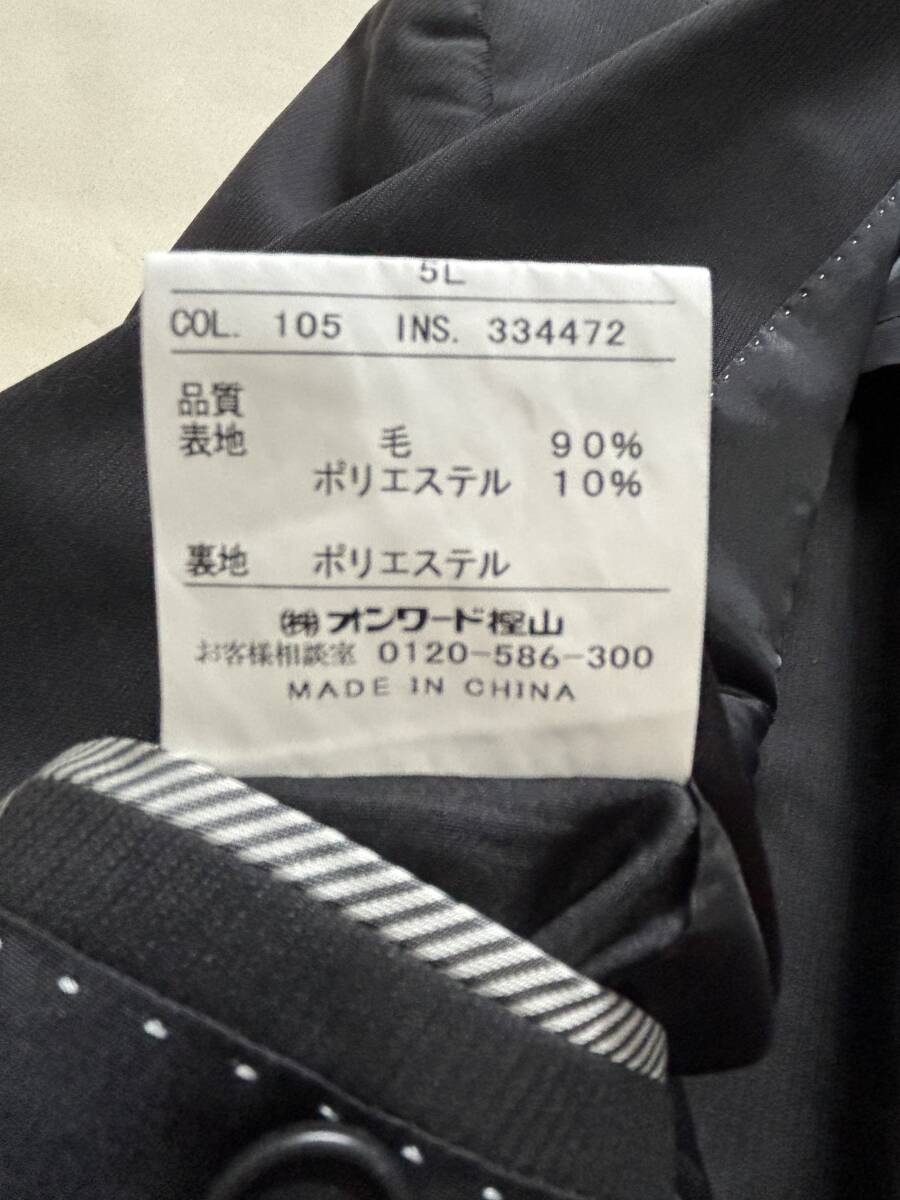 5L
COL. 105 INS. 334472
品質
表地 毛 90%
ポリエステル 10%
裏地 ポリエステル
㈱オンワード樫山
お客様相談室 0120-586-300
MADE IN CHINA